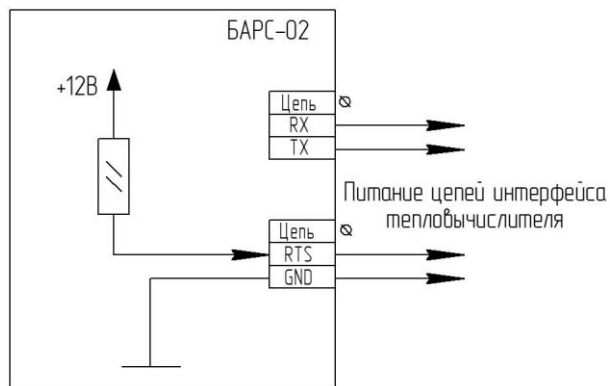 БАРС-02
+12В
Цепь
RX
TX
Питание цепей интерфейса
тепловычислителя
Цепь
RTS
GND